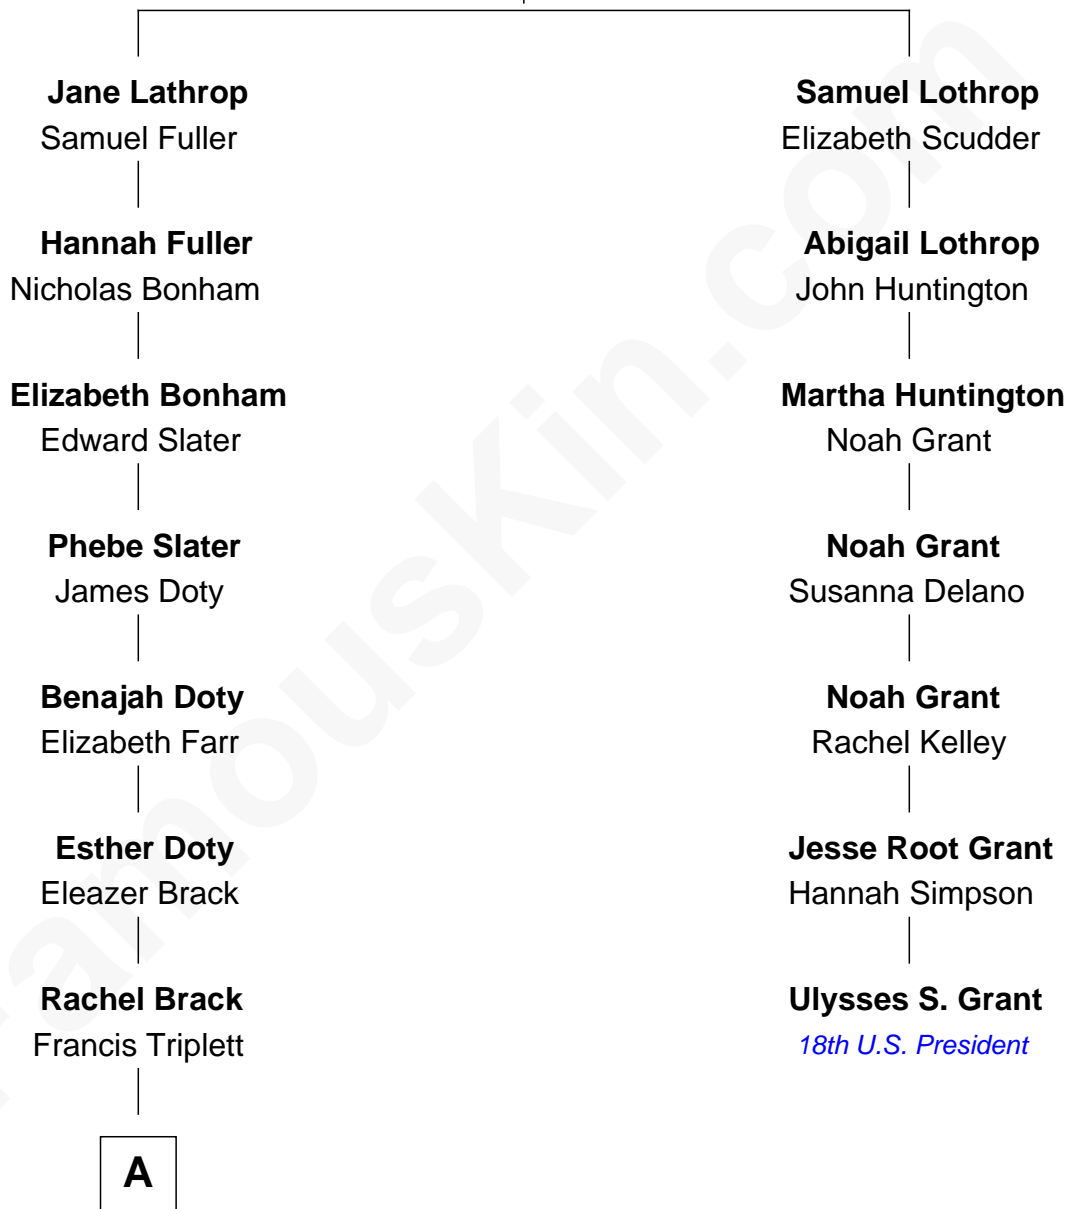 Jane Lathrop
Samuel Fuller
Hannah Fuller
Nicholas Bonham
Elizabeth Bonham
Edward Slater
Phebe Slater
James Doty
Benajah Doty
Elizabeth Farr
Esther Doty
Eleazer Brack
Rachel Brack
Francis Triplett
A
Samuel Lothrop
Elizabeth Scudder
Abigail Lothrop
John Huntington
Martha Huntington
Noah Grant
Noah Grant
Susanna Delano
Noah Grant
Rachel Kelley
Jesse Root Grant
Hannah Simpson
Ulysses S. Grant
18th U.S. President
FamousKin.com